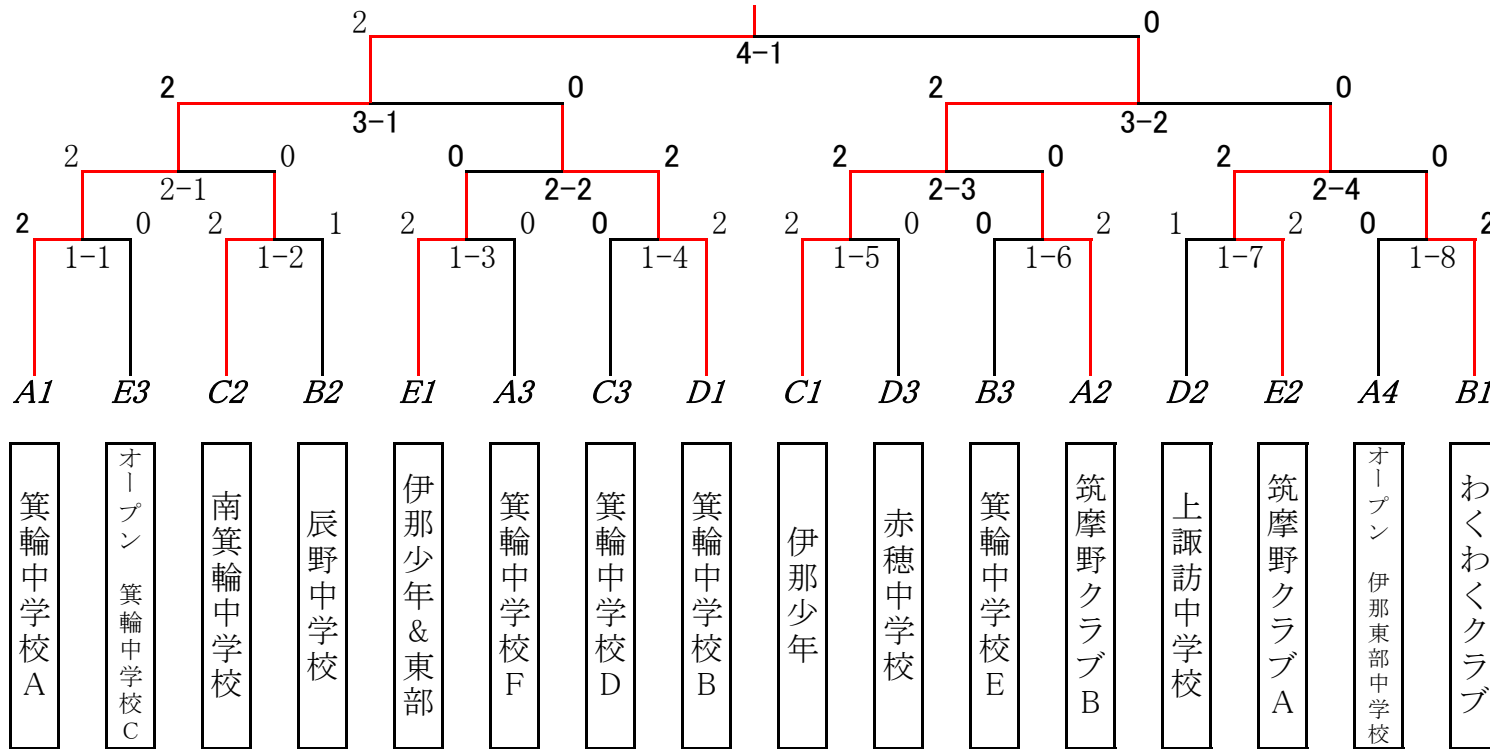 2 0
4-1
2 0 2 0
3-1 3-2
2 0 0 2 2 0 2 0
2-1 2-2 2-3 2-4
2 0 2 1 2 0 0 2 2 0 0 2 1 2 0 2
1-1 1-2 1-3 1-4 1-5 1-6 1-7 1-8
A1 E3 C2 B2 E1 A3 C3 D1 C1 D3 B3 A2 D2 E2 A4 B1
箕輪中学校A
オープン 箕輪中学校C
南箕輪中学校
辰野中学校
伊那少年&東部
箕輪中学校F
箕輪中学校D
箕輪中学校B
伊那少年
赤穂中学校
箕輪中学校E
筑摩野クラブB
上諏訪中学校
筑摩野クラブA
オープン 伊那東部中学校
わくわくクラブ